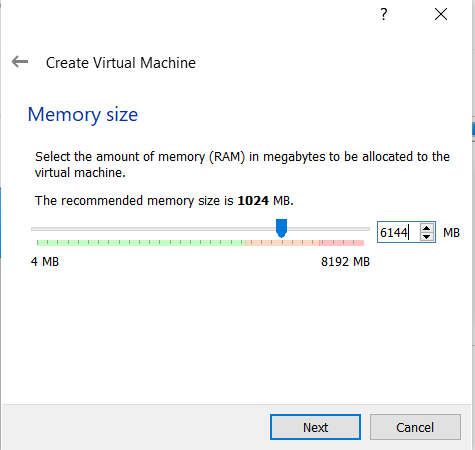 ?
Create Virtual Machine
Memory size
Select the amount of memory (RAM) in megabytes to be allocated to the
virtual machine.
The recommended memory size is 1024 MB.
6144 MB
4 MB 8192 MB
Next Cancel